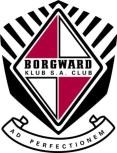 BORGWARD
KLUB S.A. CLUB
AD PERFECTIONEM